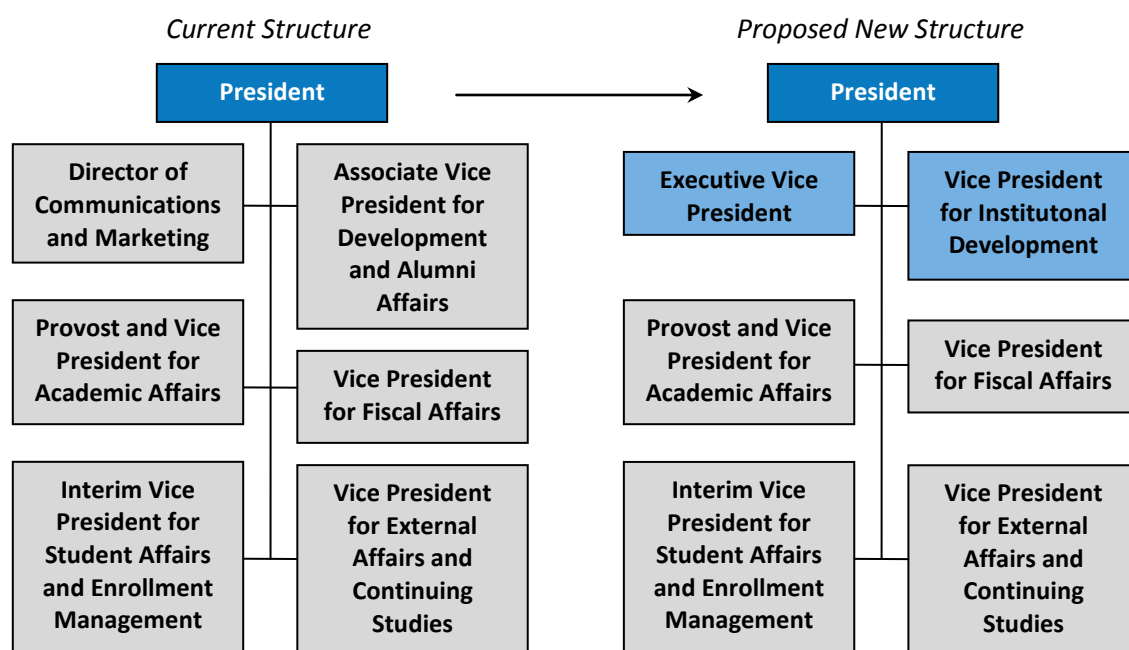 Current Structure
Proposed New Structure
President
President
Director of
Communications
and Marketing
Associate Vice
President for
Development
and Alumni
Affairs
Executive Vice
President
Vice President
for Institutonal
Development
Provost and Vice
President for
Academic Affairs
Vice President
for Fiscal Affairs
Provost and Vice
President for
Academic Affairs
Vice President
for Fiscal Affairs
Interim Vice
President for
Student Affairs
and Enrollment
Management
Vice President
for External
Affairs and
Continuing
Studies
Interim Vice
President for
Student Affairs
and Enrollment
Management
Vice President
for External
Affairs and
Continuing
Studies